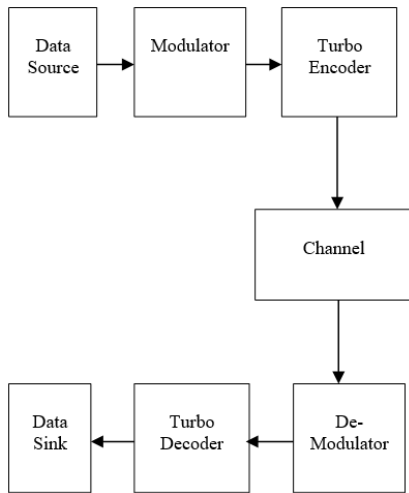 Data
Source
Modulator
Turbo
Encoder
Channel
De-
Modulator
Turbo
Decoder
Data
Sink